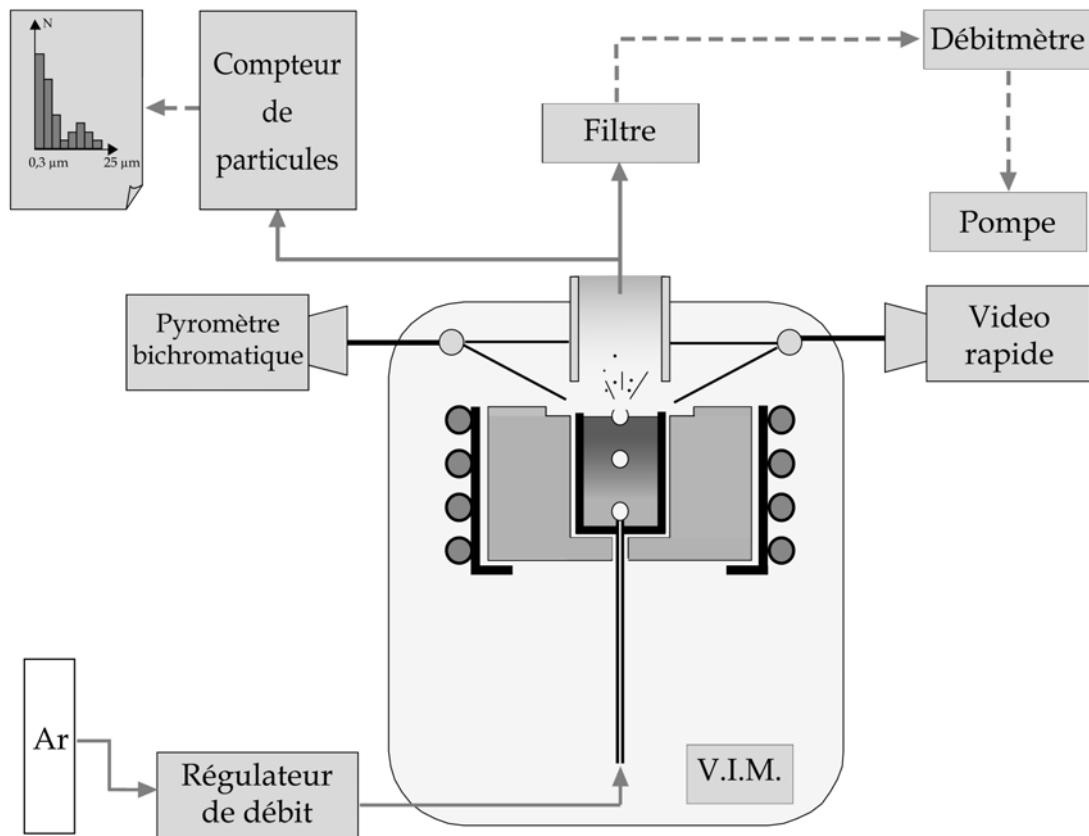 N
0,3 µm
25 µm
Compteur
de
particules
Filtre
Débitmètre
Pompe
Pyromètre
bichromatique
Video
rapide
Ar
Régulateur
de débit
V.I.M.